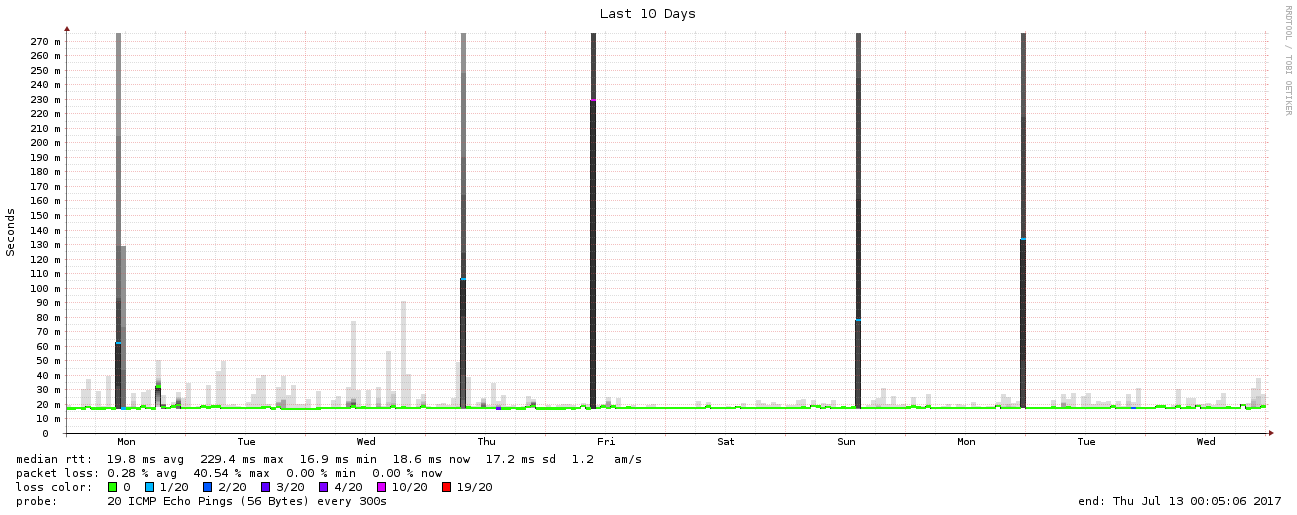 Last 10 Days
RRDTOOL / TOBI OETIKER
Seconds
270 m
260 m
250 m
240 m
230 m
220 m
210 m
200 m
190 m
180 m
170 m
160 m
150 m
140 m
130 m
120 m
110 m
100 m
90 m
80 m
70 m
60 m
50 m
40 m
30 m
20 m
10 m
0
Mon Tue Wed Thu Fri Sat Sun Mon Tue Wed
median rtt: 19.8 ms avg 229.4 ms max 16.9 ms min 18.6 ms now 17.2 ms sd 1.2 am/s
packet loss: 0.28 % avg 40.54 % max 0.00 % min 0.00 % now
loss color: 0 1/20 2/20 3/20 4/20 10/20 19/20
probe: 20 ICMP Echo Pings (56 Bytes) every 300s end: Thu Jul 13 00:05:06 2017